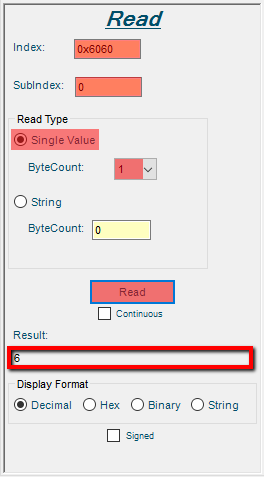 Read
Index: 0x6060
SubIndex: 0
Read Type
Single Value
ByteCount: 1
String
ByteCount: 0
Read
Continuous
Result:
6
Display Format
Decimal Hex Binary String
Signed